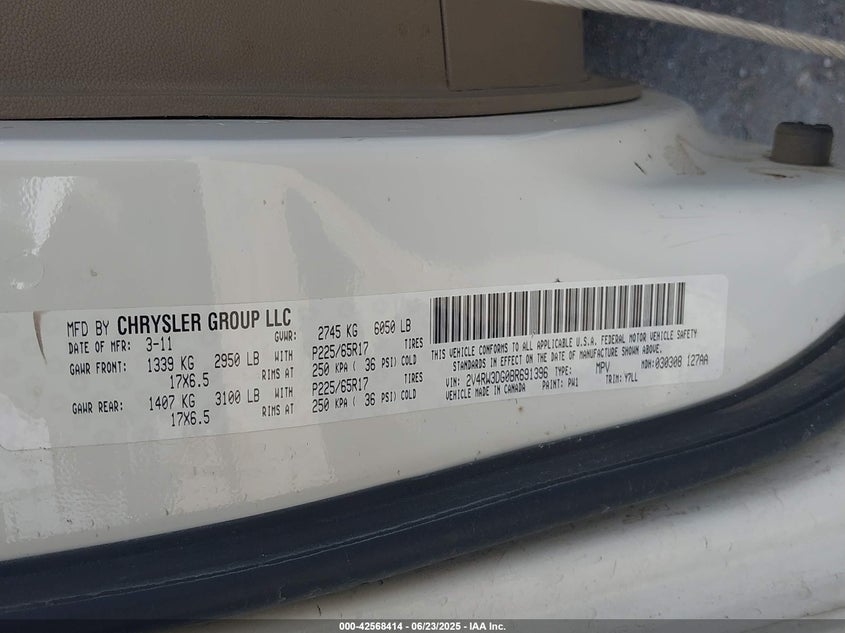 MFD BY CHRYSLER GROUP LLC
DATE OF MFR: 3-11 GVWR: 2745 KG 6050 LB
GAWR FRONT: 1339 KG 2950 LB WITH P225/65R17 TIRES
17X6.5 RIMS AT 250 KPA ( 36 PSI) COLD
GAWR REAR: 1407 KG 3100 LB WITH P225/65R17 TIRES
17X6.5 RIMS AT 250 KPA ( 36 PSI) COLD
THIS VEHICLE CONFORMS TO ALL APPLICABLE U.S.A. FEDERAL MOTOR VEHICLE SAFETY
STANDARDS IN EFFECT ON THE DATE OF MANUFACTURE SHOWN ABOVE.
VIN: 2V4RW3DG0BR691396 TYPE: MPV MDH: 030308 127AA
VEHICLE MADE IN CANADA PAINT: PW1 TRIM: Y7LL
000-42568414 - 06/23/2025 - IAA Inc.